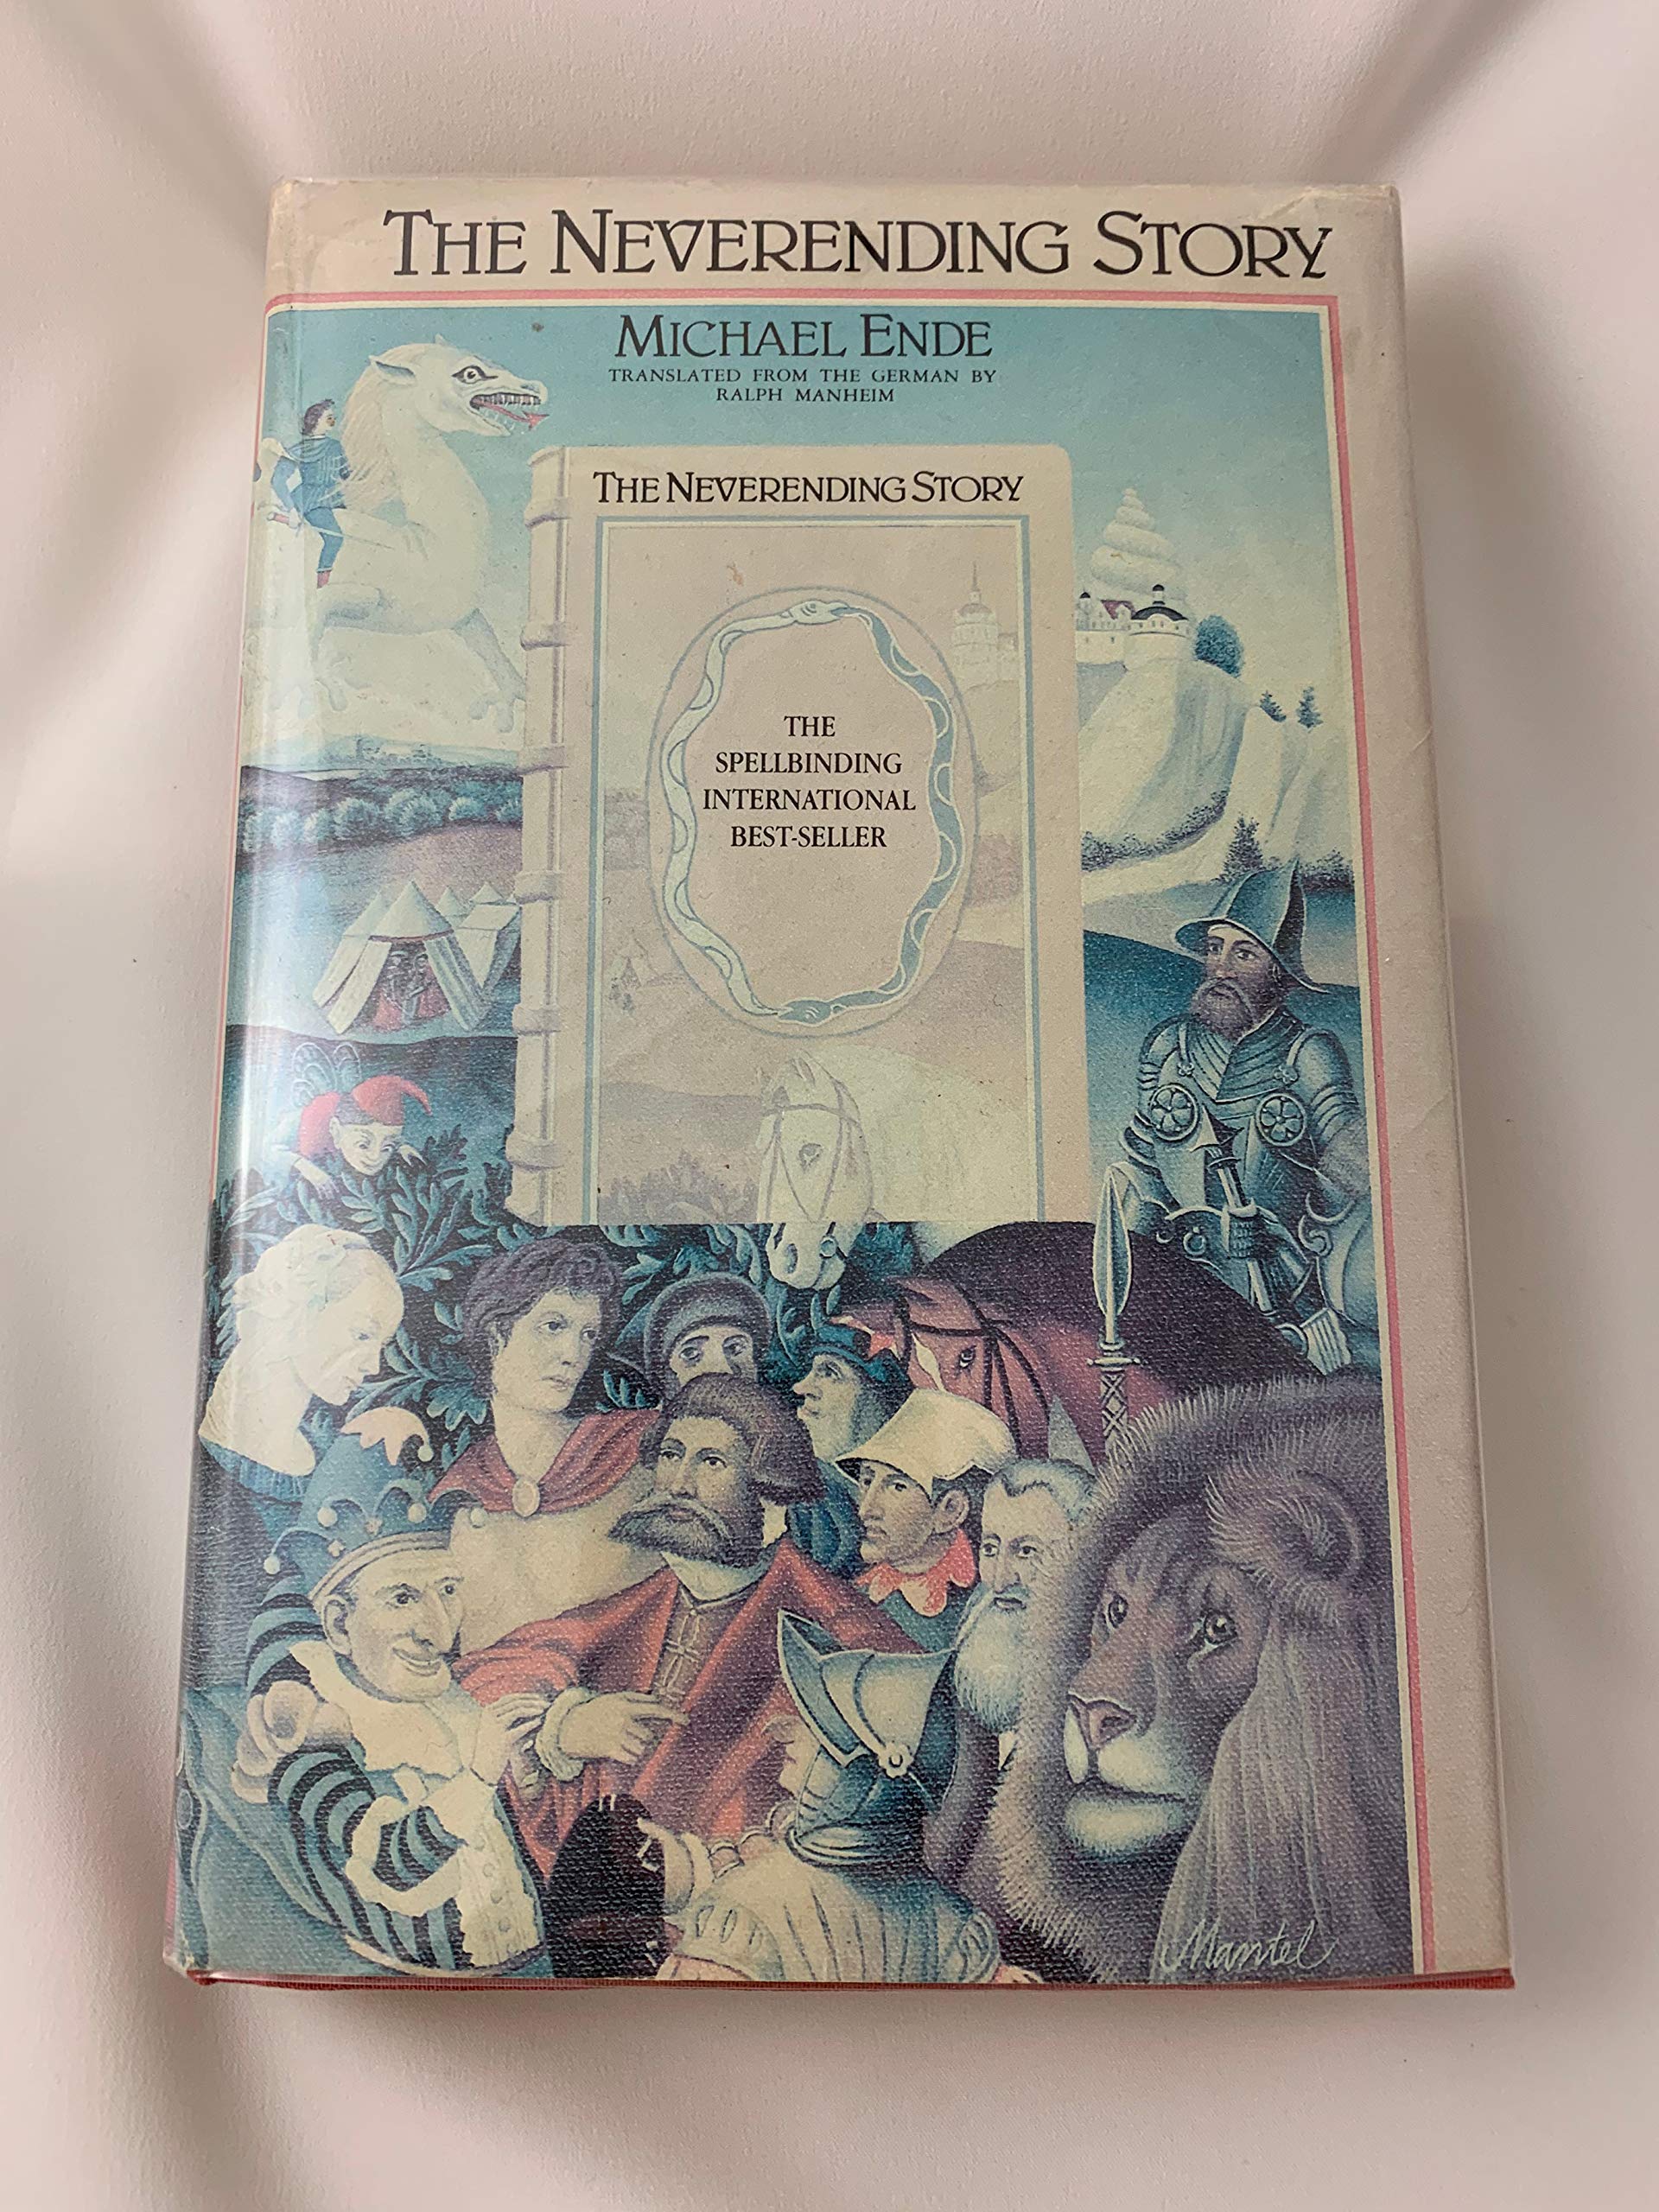 THE NEVERENDING STORY
MICHAEL ENDE
TRANSLATED FROM THE GERMAN BY
RALPH MANHEIM
THE NEVERENDING STORY
THE
SPELLBINDING
INTERNATIONAL
BEST-SELLER
Mantel